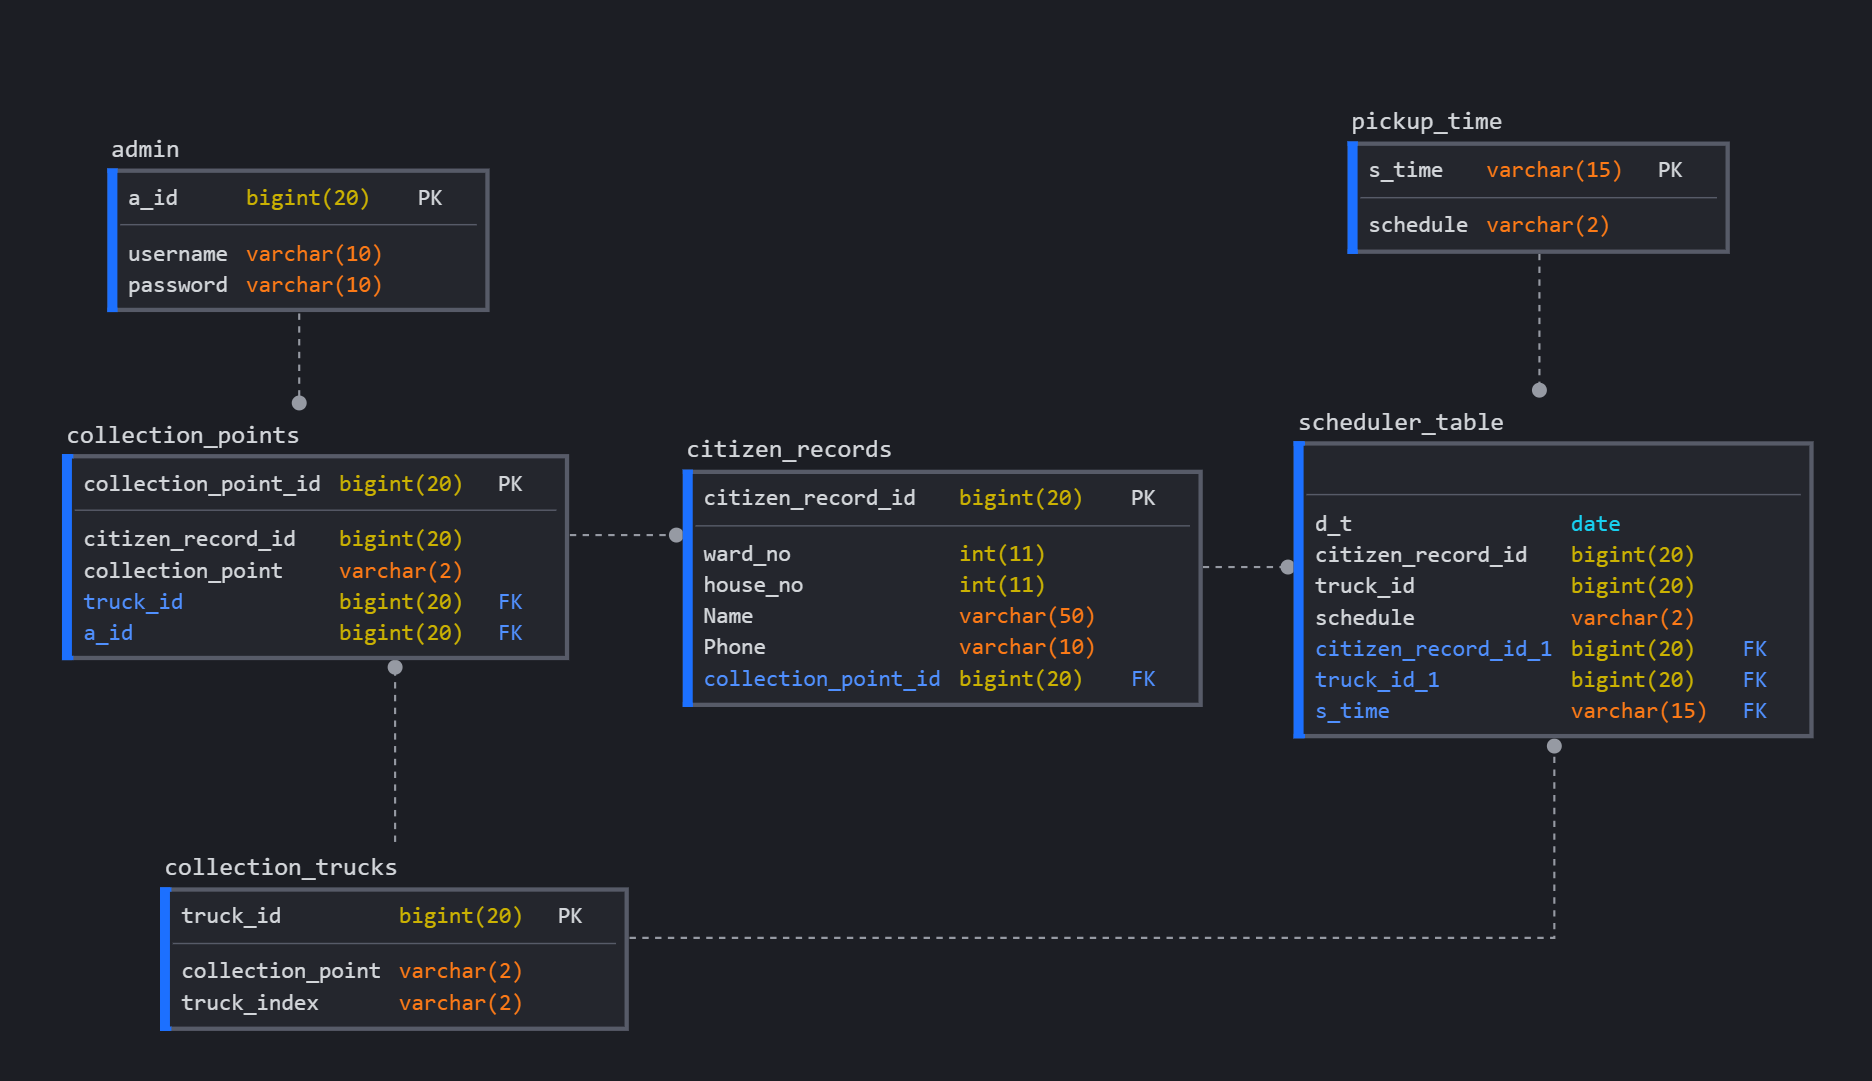 admin
a_id bigint(20) PK
username varchar(10)
password varchar(10)
pickup_time
s_time varchar(15) PK
schedule varchar(2)
collection_points
collection_point_id bigint(20) PK
citizen_record_id bigint(20)
collection_point varchar(2)
truck_id bigint(20) FK
a_id bigint(20) FK
citizen_records
citizen_record_id bigint(20) PK
ward_no int(11)
house_no int(11)
Name varchar(50)
Phone varchar(10)
collection_point_id bigint(20) FK
scheduler_table
d_t date
citizen_record_id bigint(20)
truck_id bigint(20)
schedule varchar(2)
citizen_record_id_1 bigint(20) FK
truck_id_1 bigint(20) FK
s_time varchar(15) FK
collection_trucks
truck_id bigint(20) PK
collection_point varchar(2)
truck_index varchar(2)